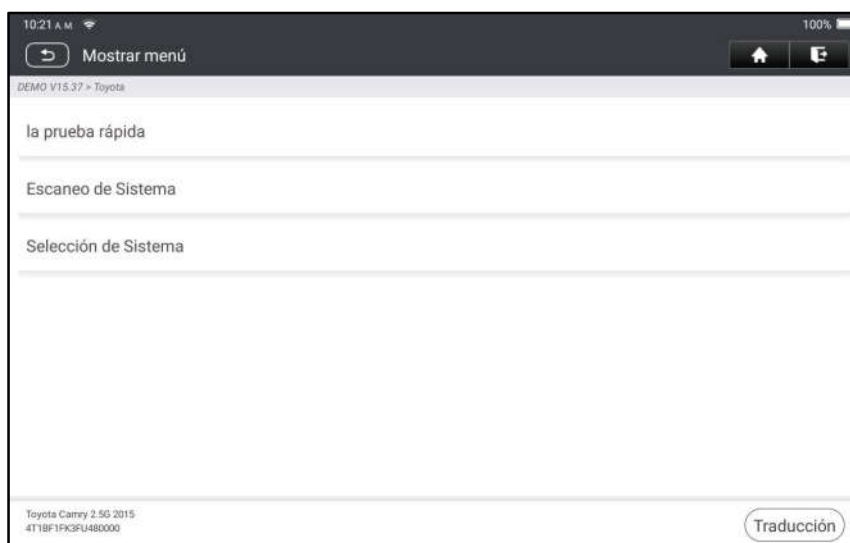 10:21 A M 100%
Mostrar menú
DEMO V15.37 > Toyota
la prueba rápida
Escaneo de Sistema
Selección de Sistema
Toyota Camry 2.5G 2015
4T1BF1FK3FU480000
Traducción